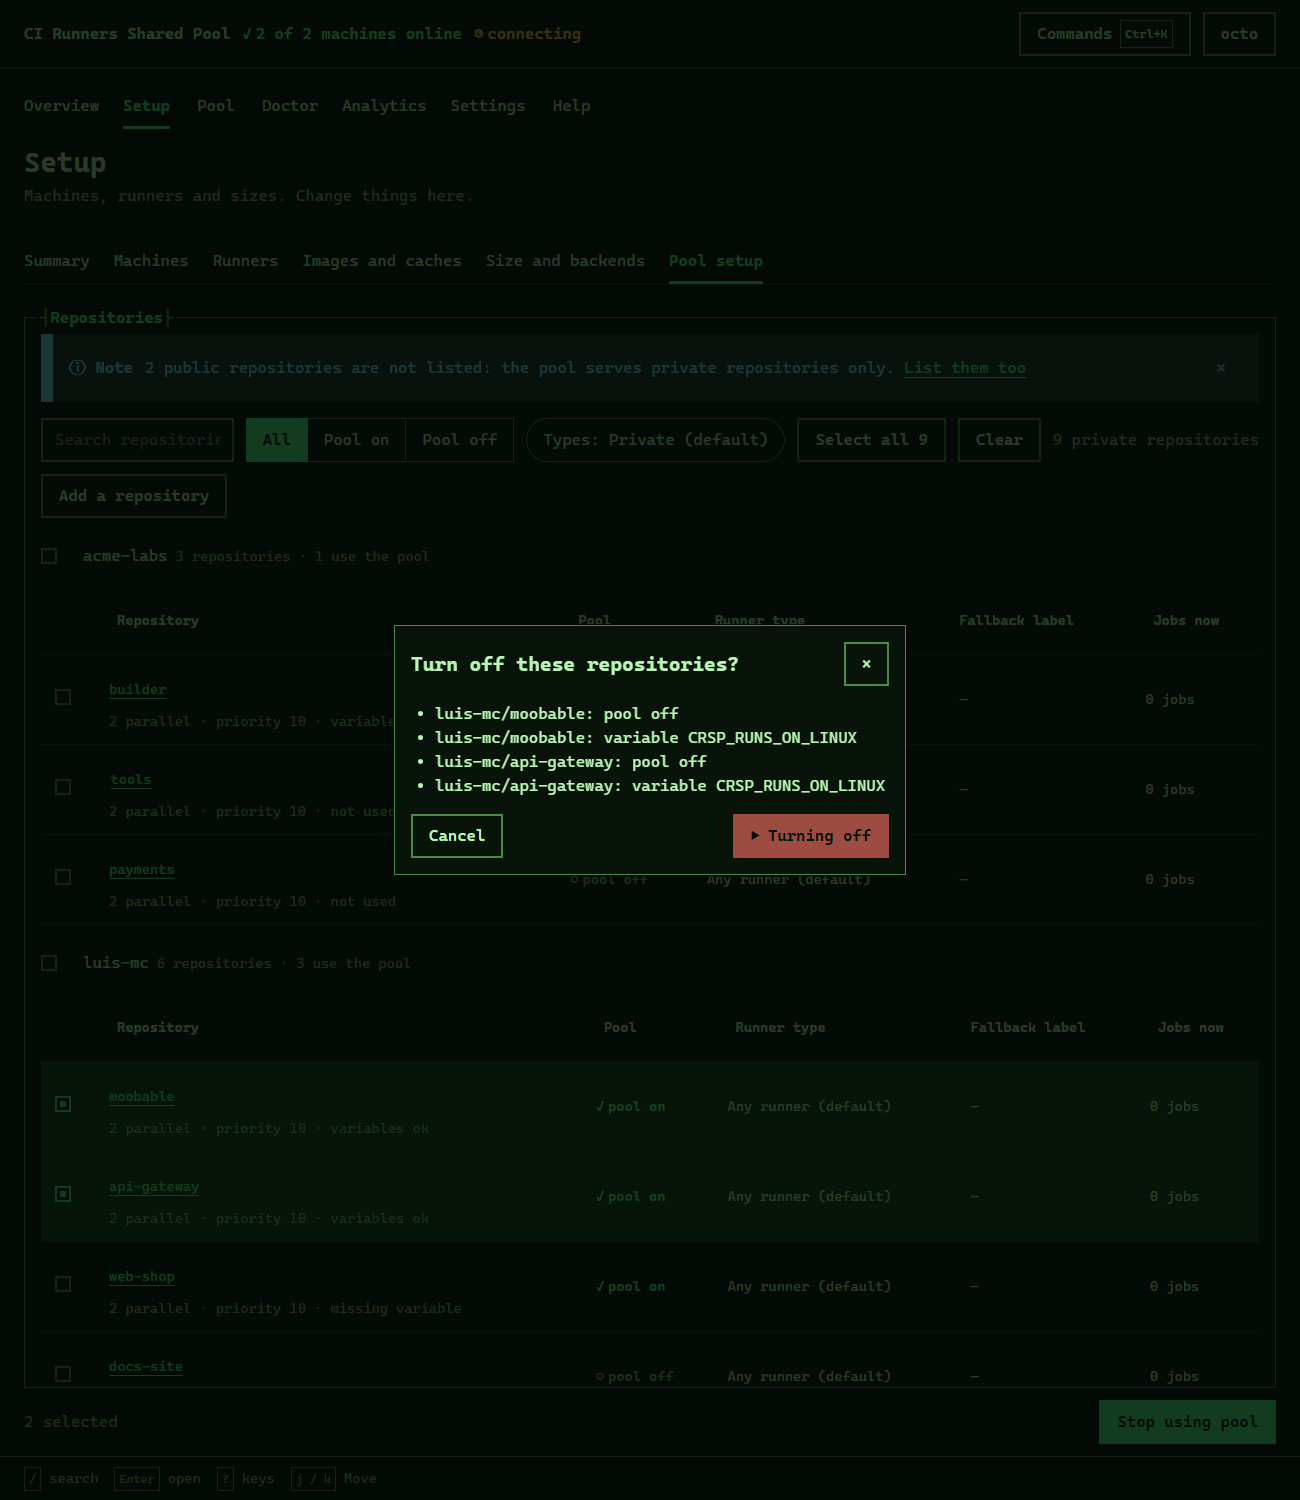 CI Runners Shared Pool ✓ 2 of 2 machines online connecting Commands Ctrl+K octo
Overview Setup Pool Doctor Analytics Settings Help
Setup
Machines, runners and sizes. Change things here.
Summary Machines Runners Images and caches Size and backends Pool setup
Repositories
ⓘ Note 2 public repositories are not listed: the pool serves private repositories only. List them too ×
Search repositorie All Pool on Pool off Types: Private (default) Select all 9 Clear 9 private repositories
Add a repository
acme-labs 3 repositories · 1 use the pool
Repository Pool Runner type Fallback label Jobs now
builder
— 0 jobs
2 parallel · priority 10 · variable
tools
— 0 jobs
2 parallel · priority 10 · not used
payments
○ pool off Any runner (default) — 0 jobs
2 parallel · priority 10 · not used
Turn off these repositories? ×
• luis-mc/moobable: pool off
• luis-mc/moobable: variable CRSP_RUNS_ON_LINUX
• luis-mc/api-gateway: pool off
• luis-mc/api-gateway: variable CRSP_RUNS_ON_LINUX
Cancel ▶ Turning off
luis-mc 6 repositories · 3 use the pool
Repository Pool Runner type Fallback label Jobs now
moobable
✓ pool on Any runner (default) — 0 jobs
2 parallel · priority 10 · variables ok
api-gateway
✓ pool on Any runner (default) — 0 jobs
2 parallel · priority 10 · variables ok
web-shop
✓ pool on Any runner (default) — 0 jobs
2 parallel · priority 10 · missing variable
docs-site
○ pool off Any runner (default) — 0 jobs
2 selected Stop using pool
/ search Enter open ? keys j / k Move